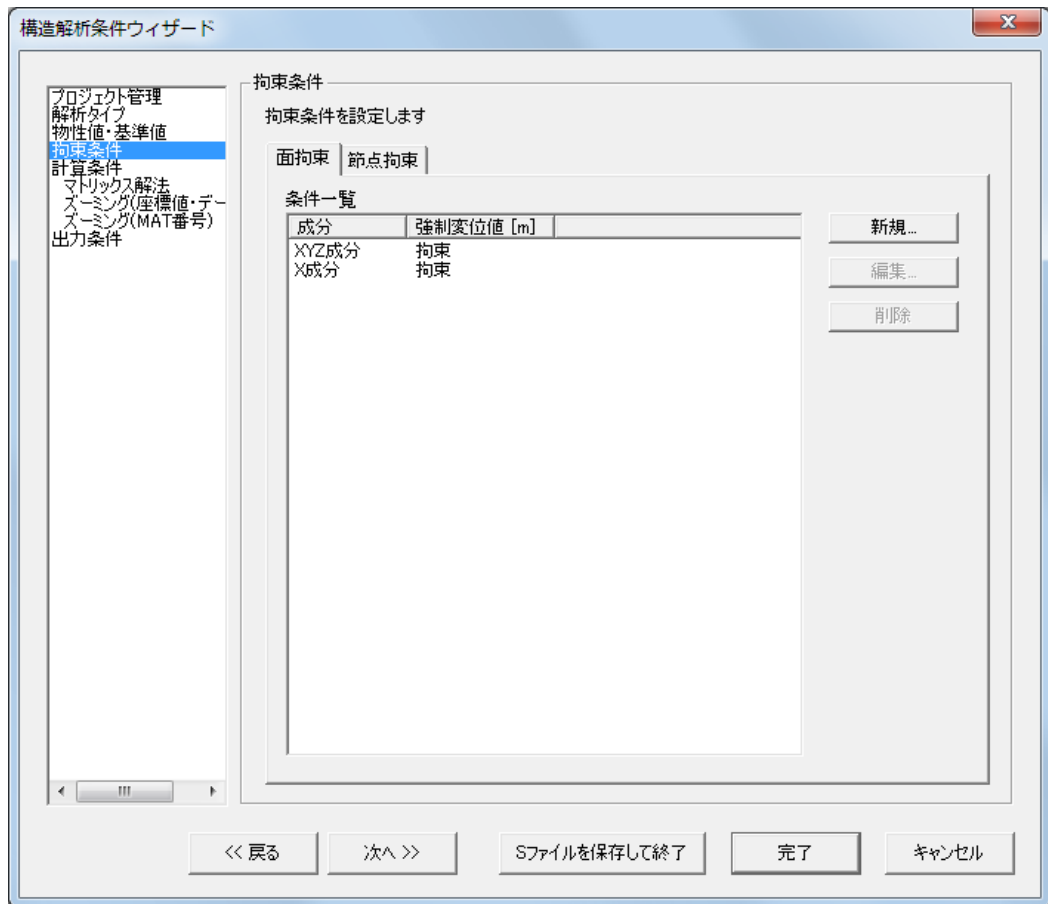 構造解析条件ウィザード
プロジェクト管理
解析タイプ
物性値・基準値
拘束条件
計算条件
マトリックス解法
ズーミング(座標値・デー
ズーミング(MAT番号)
出力条件
拘束条件
拘束条件を設定します
面拘束 節点拘束
条件一覧
成分 強制変位値 [m]
XYZ成分 拘束
X成分 拘束
新規...
編集...
削除
<< 戻る 次へ >> Sファイルを保存して終了 完了 キャンセル